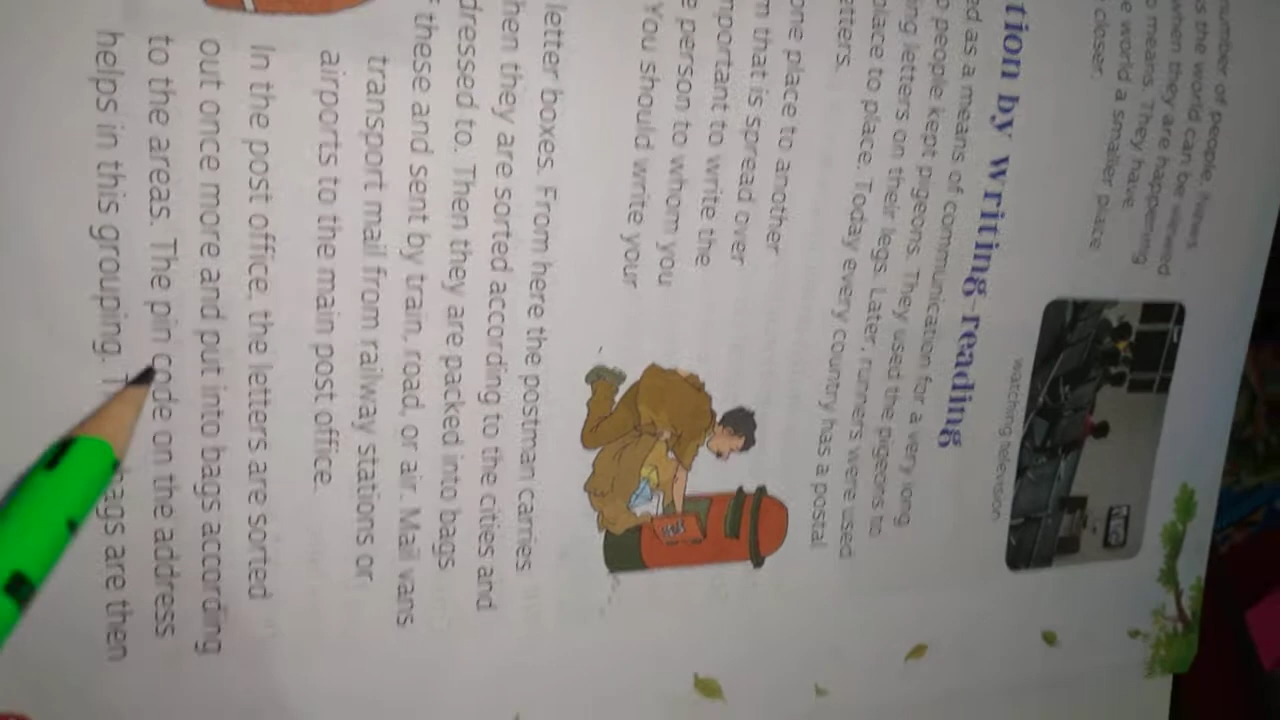 number of people. News
as the world can be viewed
when they are happening
means. They have
e world a smaller place
closer.
watching television
tion by writing-reading
ed as a means of communication for a very long
people kept pigeons. They used the pigeons to
ing letters on their legs. Later, runners were used
place to place. Today every country has a postal
etters.
one place to another
m that is spread over
mportant to write the
e person to whom you
You should write your
letter boxes. From here the postman carries
hen they are sorted according to the cities and
dressed to. Then they are packed into bags
these and sent by train, road, or air. Mail vans
transport mail from railway stations or
airports to the main post office.
In the post office, the letters are sorted
out once more and put into bags according
to the areas. The pin code on the address
helps in this grouping. T bags are then